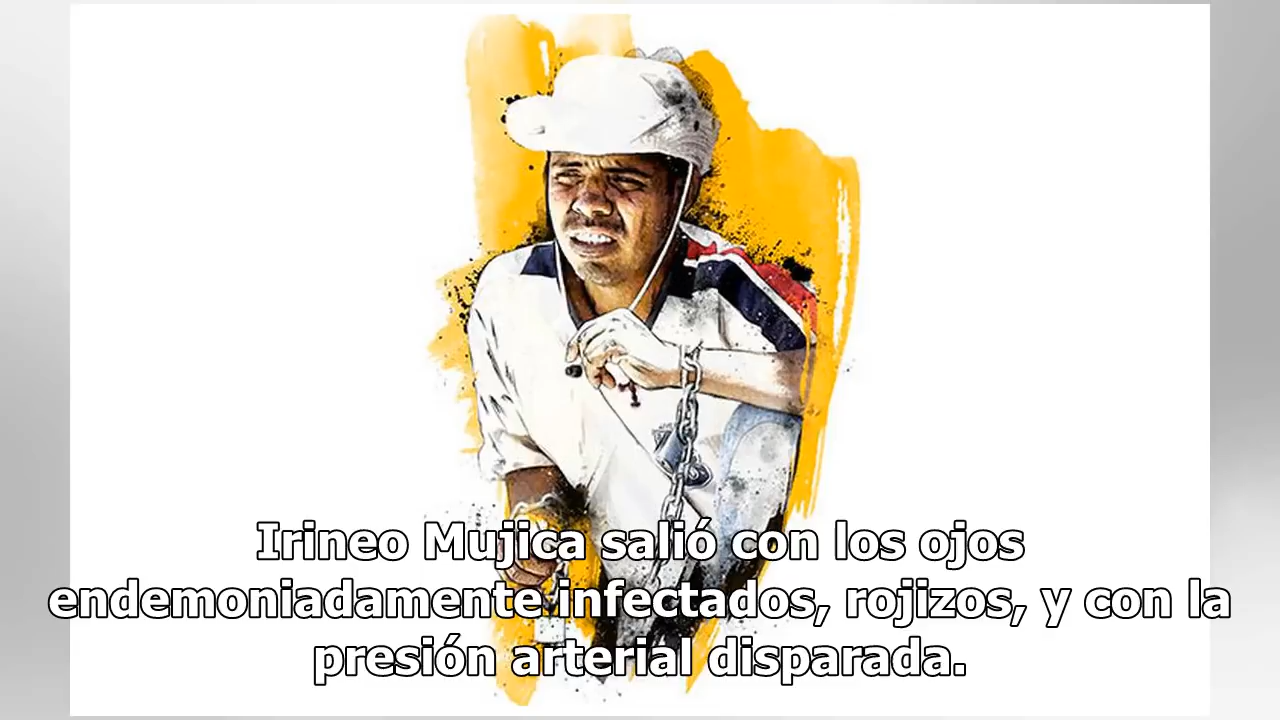 Irineo Mujica salió con los ojos
endemoniadamente infectados, rojizos, y con la
presión arterial disparada.